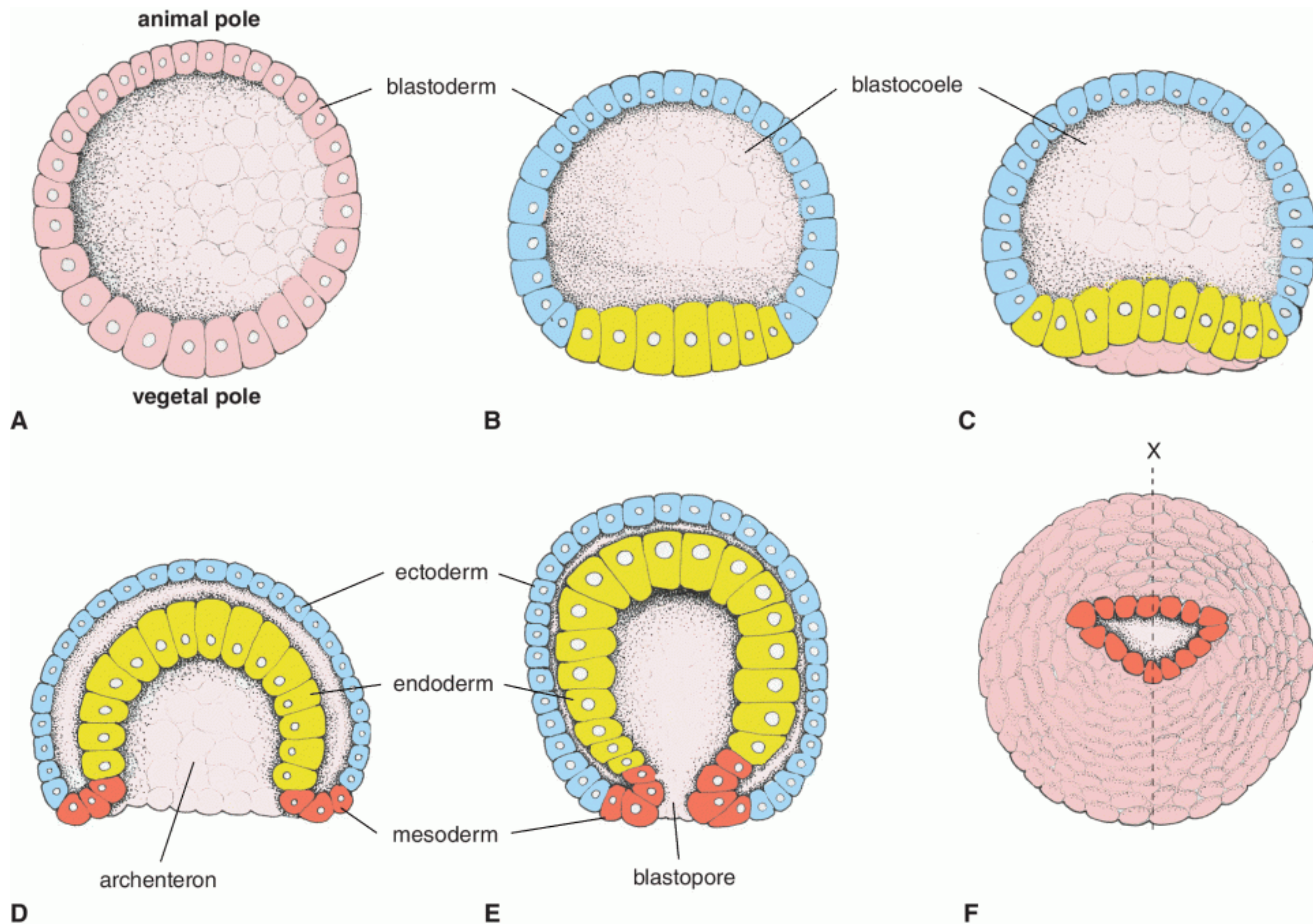 animal pole
blastoderm
blastocoele
vegetal pole
A
B
C
X
ectoderm
endoderm
mesoderm
archenteron
blastopore
D
E
F